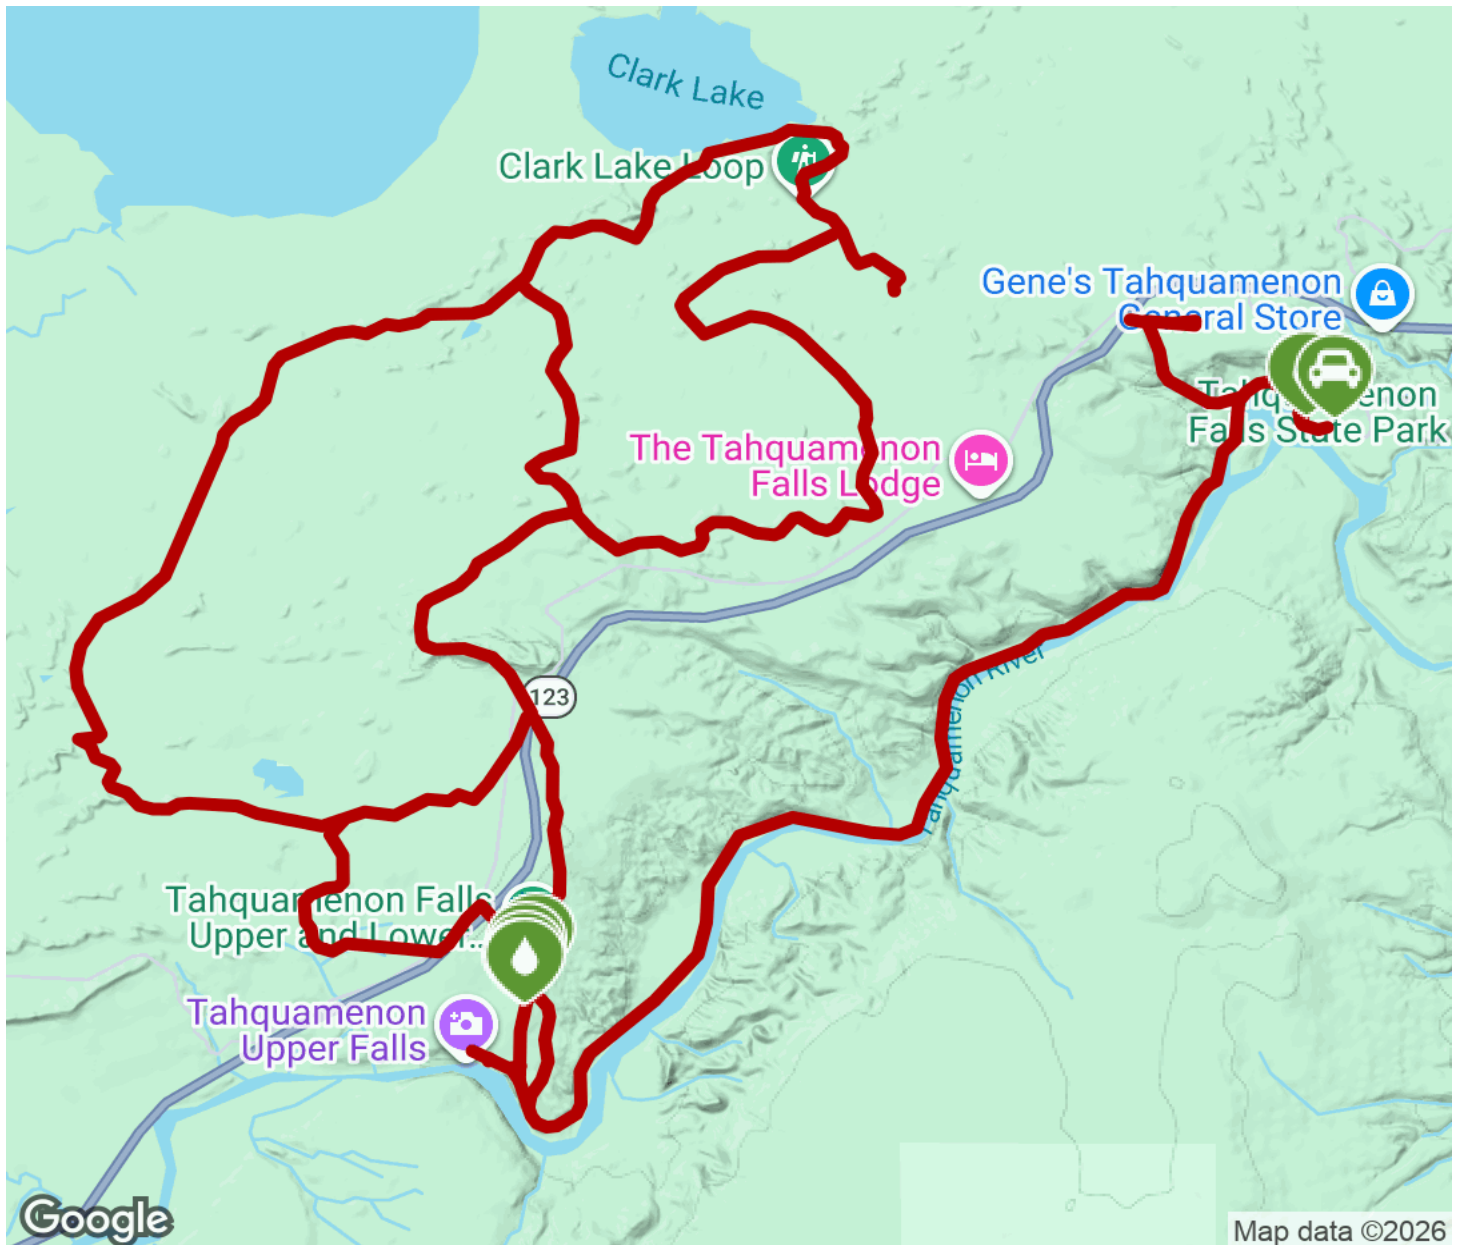 Clark Lake
Clark Lake Loop
Gene's Tahquamenon
General Store
Tahquamenon
Falls State Park
The Tahquamenon
Falls Lodge
Tahquamenon River
123
Tahquamenon Falls
Upper and Lower...
Tahquamenon
Upper Falls
Google
Map data ©2026